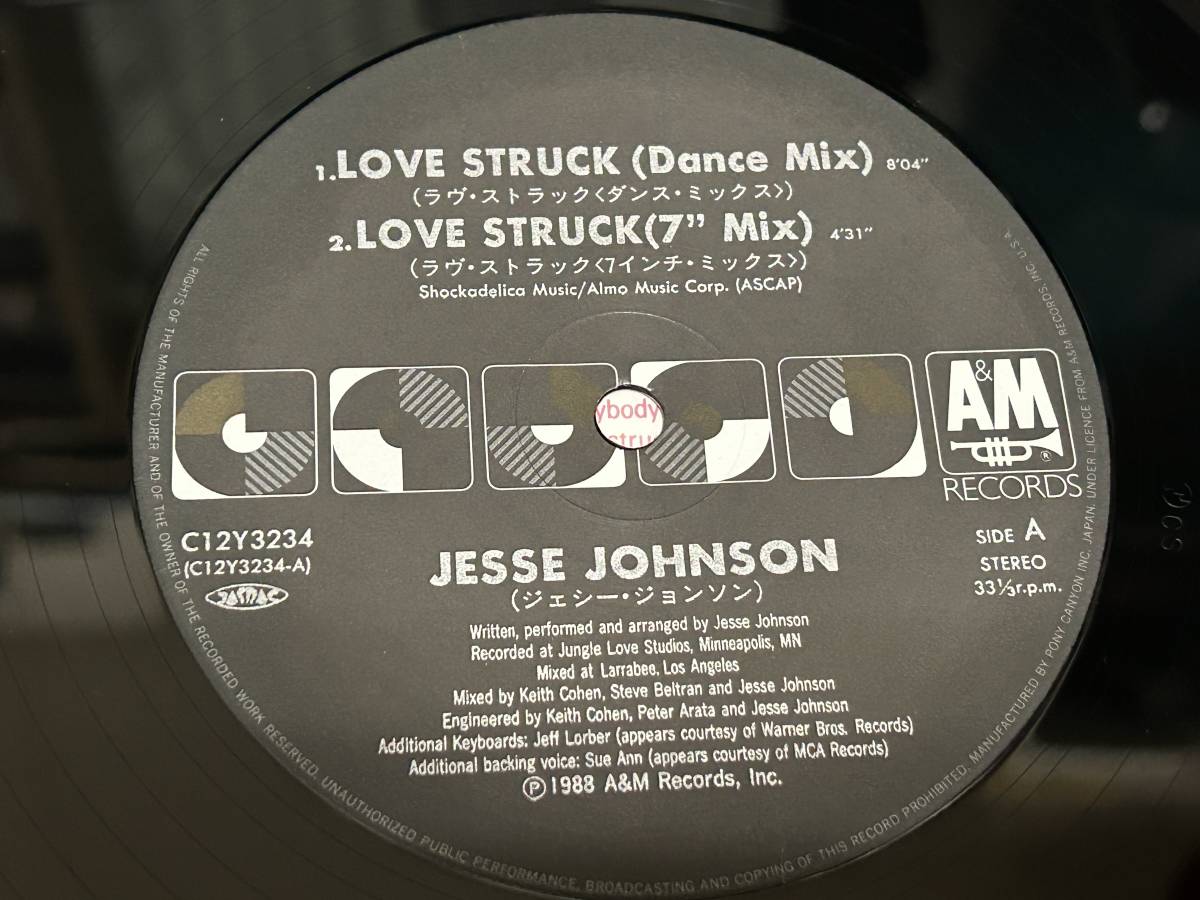 1.LOVE STRUCK (Dance Mix) 8'04"
(ラヴ・ストラック〈ダンス・ミックス〉)
2.LOVE STRUCK(7" Mix) 4'31"
(ラヴ・ストラック〈7インチ・ミックス〉)
Shockadelica Music/Almo Music Corp. (ASCAP)
ybody
stru
A&M
®
RECORDS
C12Y3234
(C12Y3234-A)
JASRAC
SIDE A
STEREO
33⅓r.p.m.
JESSE JOHNSON
(ジェシー・ジョンソン)
Written, performed and arranged by Jesse Johnson
Recorded at Jungle Love Studios, Minneapolis, MN
Mixed at Larrabee, Los Angeles
Mixed by Keith Cohen, Steve Beltran and Jesse Johnson
Engineered by Keith Cohen, Peter Arata and Jesse Johnson
Additional Keyboards: Jeff Lorber (appears courtesy of Warner Bros. Records)
Additional backing voice: Sue Ann (appears courtesy of MCA Records)
℗1988 A&M Records, Inc.
ALL RIGHTS OF THE MANUFACTURER AND OF THE OWNER OF THE RECORDED WORK RESERVED. UNAUTHORIZED PUBLIC PERFORMANCE, BROADCASTING AND COPYING OF THIS RECORD PROHIBITED. MANUFACTURED BY PONY CANYON INC. JAPAN. UNDER LICENCE FROM A&M RECORDS, INC. U.S.A.